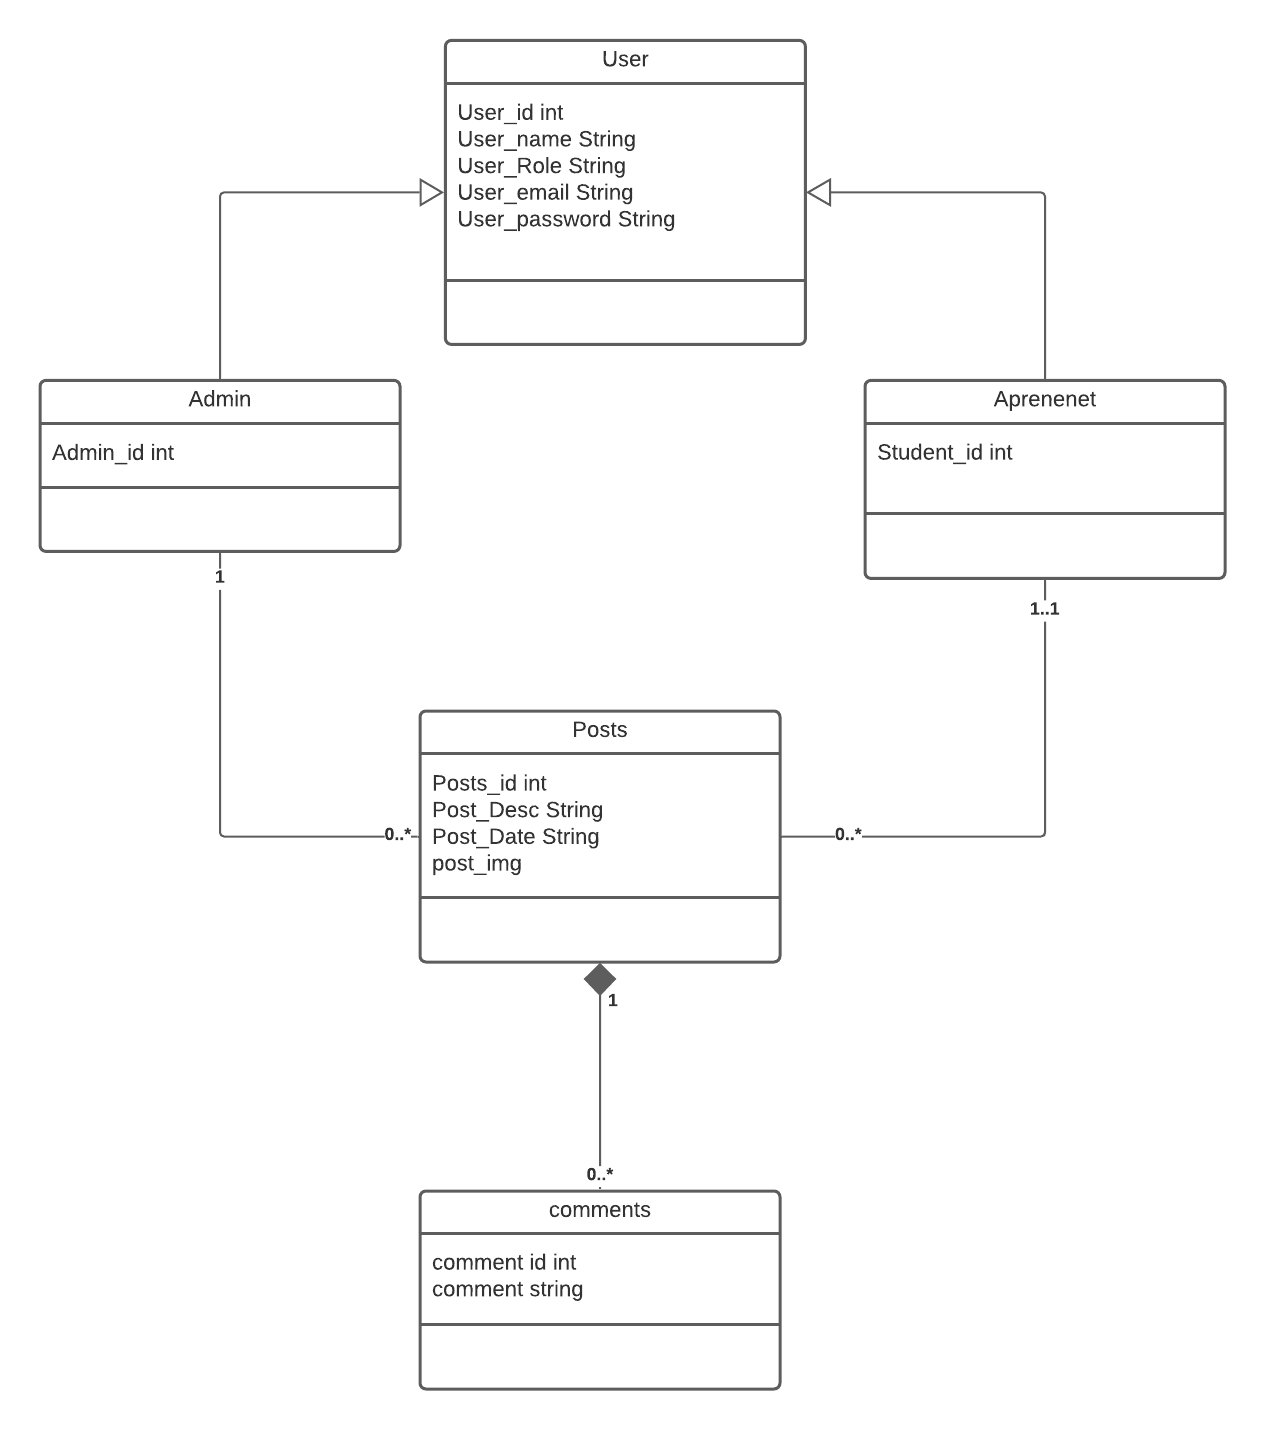 User
User_id int
User_name String
User_Role String
User_email String
User_password String
Admin
Admin_id int
Aprenenet
Student_id int
1
1..1
Posts
Posts_id int
Post_Desc String
Post_Date String
post_img
0..*
0..*
1
0..*
comments
comment id int
comment string